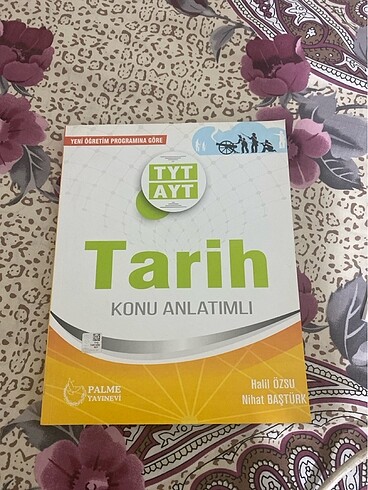 YENİ ÖĞRETİM PROGRAMINA GÖRE
TYT
AYT
Tarih
KONU ANLATIMLI
Halil ÖZSU
Nihat BAŞTÜRK
PALME
YAYINEVİ